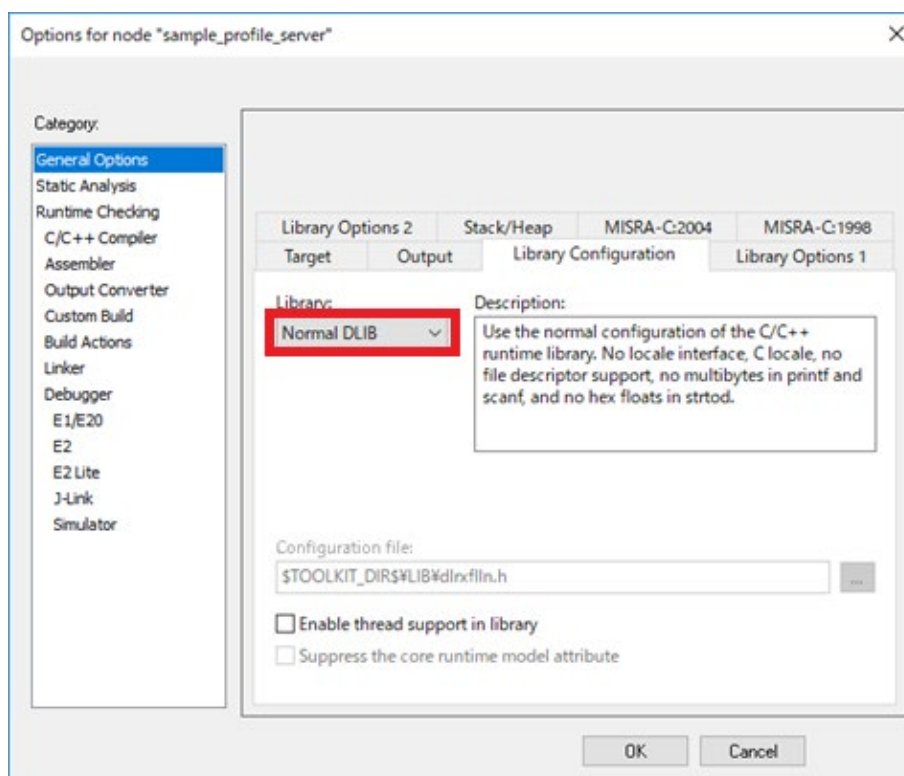 Options for node "sample_profile_server"
Category:
General Options
Static Analysis
Runtime Checking
C/C++ Compiler
Assembler
Output Converter
Custom Build
Build Actions
Linker
Debugger
E1/E20
E2
E2 Lite
J-Link
Simulator
Library Options 2
Stack/Heap
MISRA-C:2004
MISRA-C:1998
Target
Output
Library Configuration
Library Options 1
Library:
Normal DLIB
Description:
Use the normal configuration of the C/C++
runtime library. No locale interface, C locale, no
file descriptor support, no multibytes in printf and
scanf, and no hex floats in strtod.
Configuration file:
$TOOLKIT_DIR$¥LIB¥dlrxflln.h
...
Enable thread support in library
Suppress the core runtime model attribute
OK
Cancel